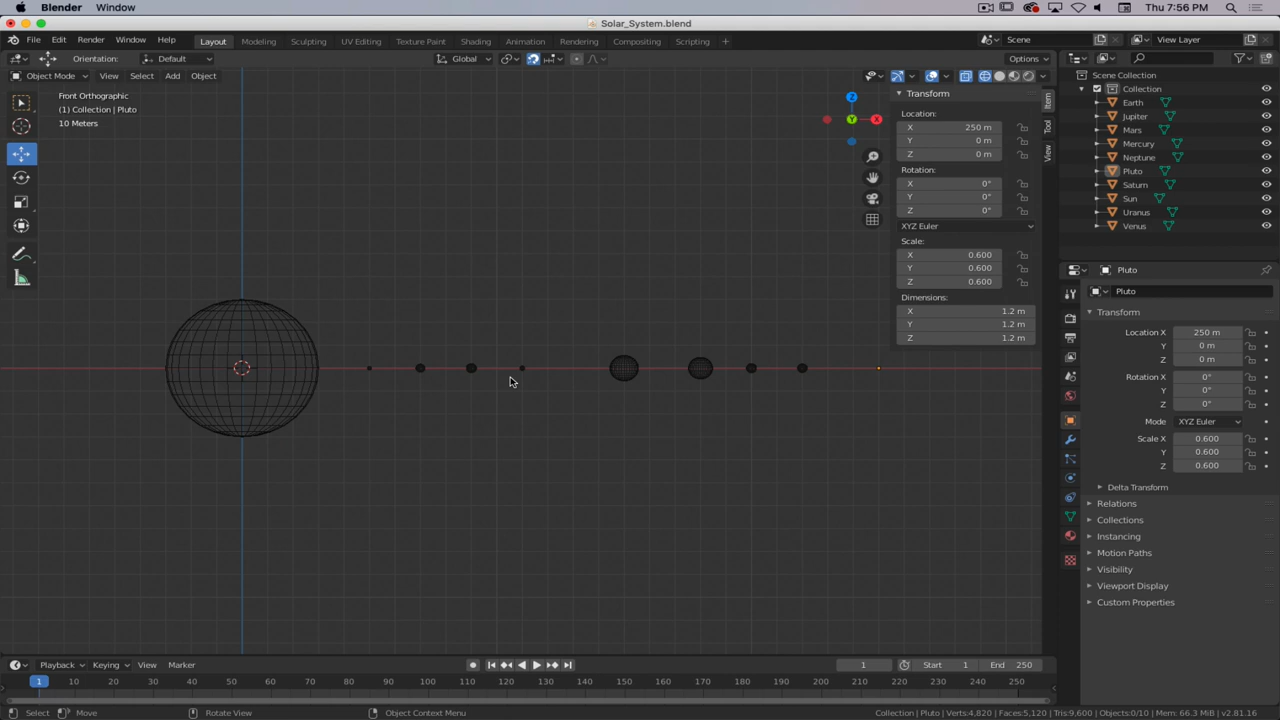 Blender Window Thu 7:56 PM
Solar_System.blend
File Edit Render Window Help Layout Modeling Sculpting UV Editing Texture Paint Shading Animation Rendering Compositing Scripting + Scene View Layer
Orientation: Default Global Options
Object Mode View Select Add Object
Front Orthographic
(1) Collection | Pluto
10 Meters
Z
Y
X
Transform
Location:
X 250 m
Y 0 m
Z 0 m
Rotation:
X 0°
Y 0°
Z 0°
XYZ Euler
Scale:
X 0.600
Y 0.600
Z 0.600
Dimensions:
X 1.2 m
Y 1.2 m
Z 1.2 m
Item
Tool
View
Scene Collection
Collection
Earth
Jupiter
Mars
Mercury
Neptune
Pluto
Saturn
Sun
Uranus
Venus
Pluto
Pluto
Transform
Location X 250 m
Y 0 m
Z 0 m
Rotation X 0°
Y 0°
Z 0°
Mode XYZ Euler
Scale X 0.600
Y 0.600
Z 0.600
Delta Transform
Relations
Collections
Instancing
Motion Paths
Visibility
Viewport Display
Custom Properties
Playback Keying View Marker 1 Start 1 End 250
1 10 20 30 40 50 60 70 80 90 100 110 120 130 140 150 160 170 180 190 200 210 220 230 240 250
Select Move Rotate View Object Context Menu Collection | Pluto | Verts:4,820 | Faces:5,120 | Tris:9,600 | Objects:0/10 | Mem: 66.3 MiB | v2.81.16